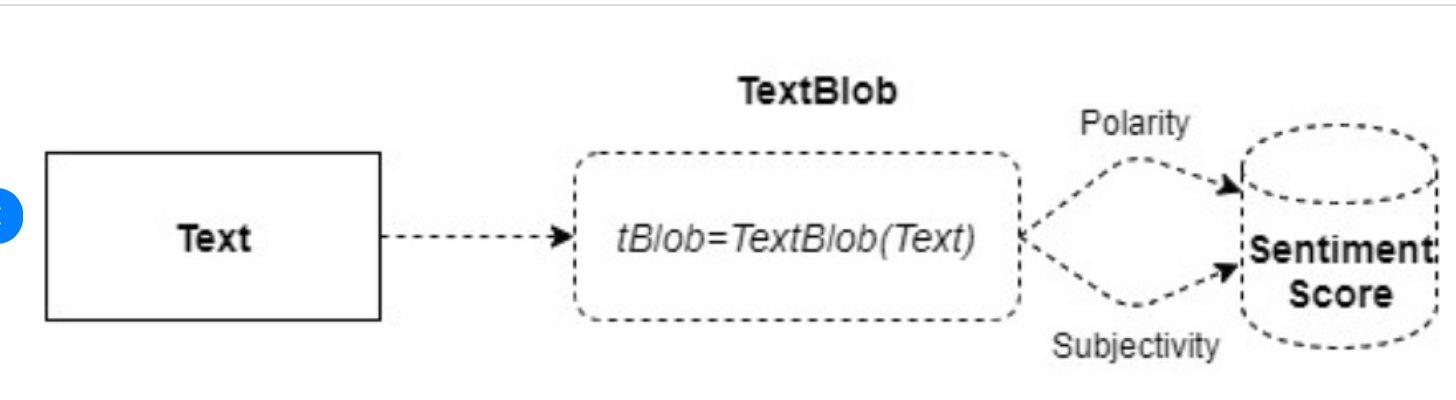 TextBlob
Polarity
Text
tBlob=TextBlob(Text)
Sentiment
Score
Subjectivity